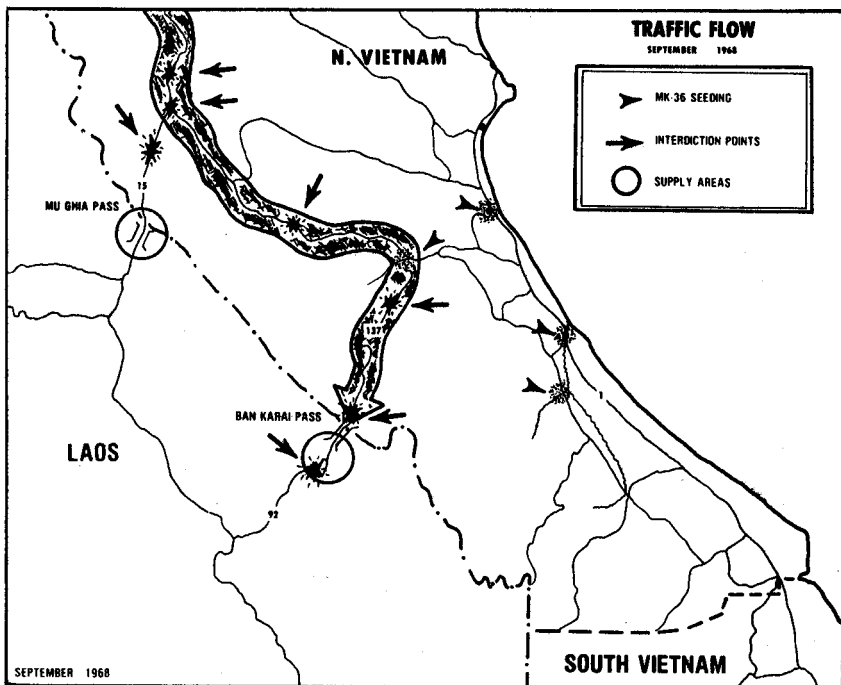 TRAFFIC FLOW
SEPTEMBER 1968
N. VIETNAM
MK-36 SEEDING
INTERDICTION POINTS
SUPPLY AREAS
15
MU GHIA PASS
137
1
BAN KARAI PASS
LAOS
92
SOUTH VIETNAM
SEPTEMBER 1968